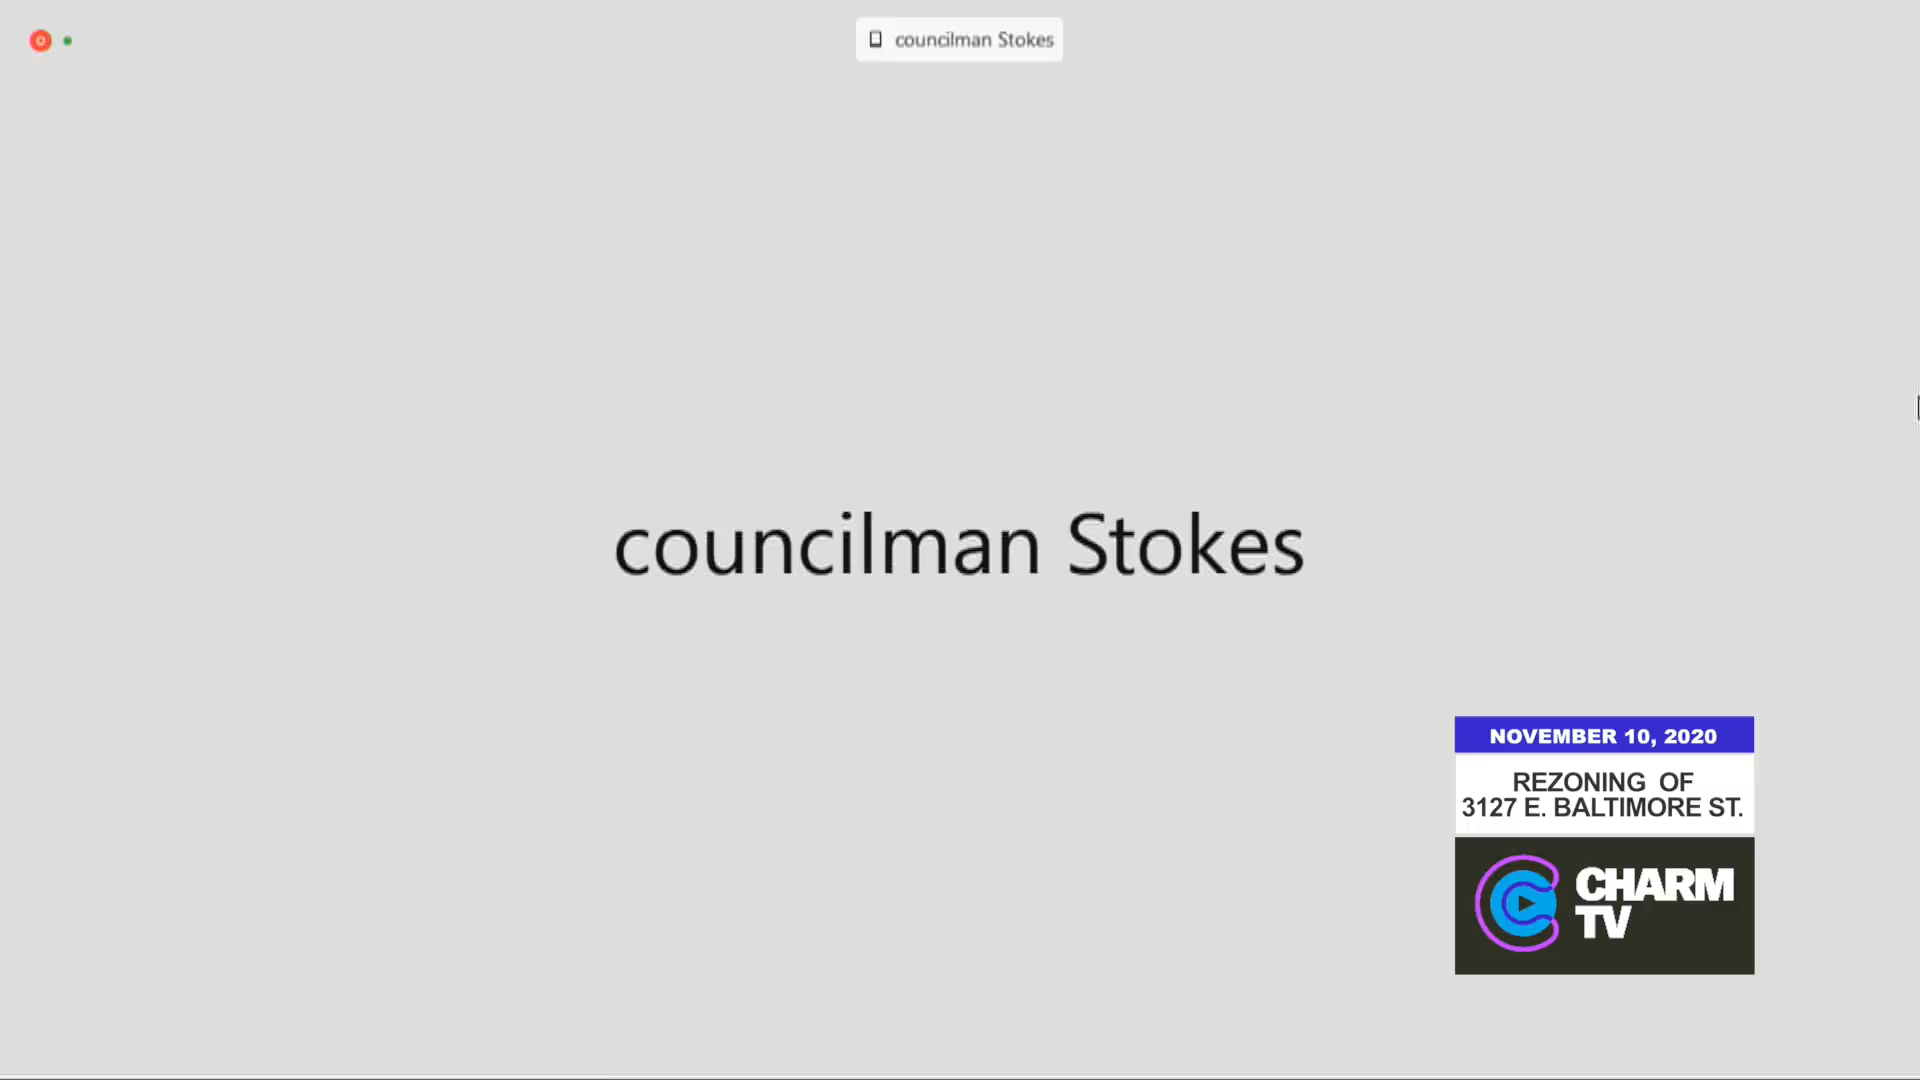 councilman Stokes
councilman Stokes
NOVEMBER 10, 2020
REZONING OF
3127 E. BALTIMORE ST.
CHARM
TV